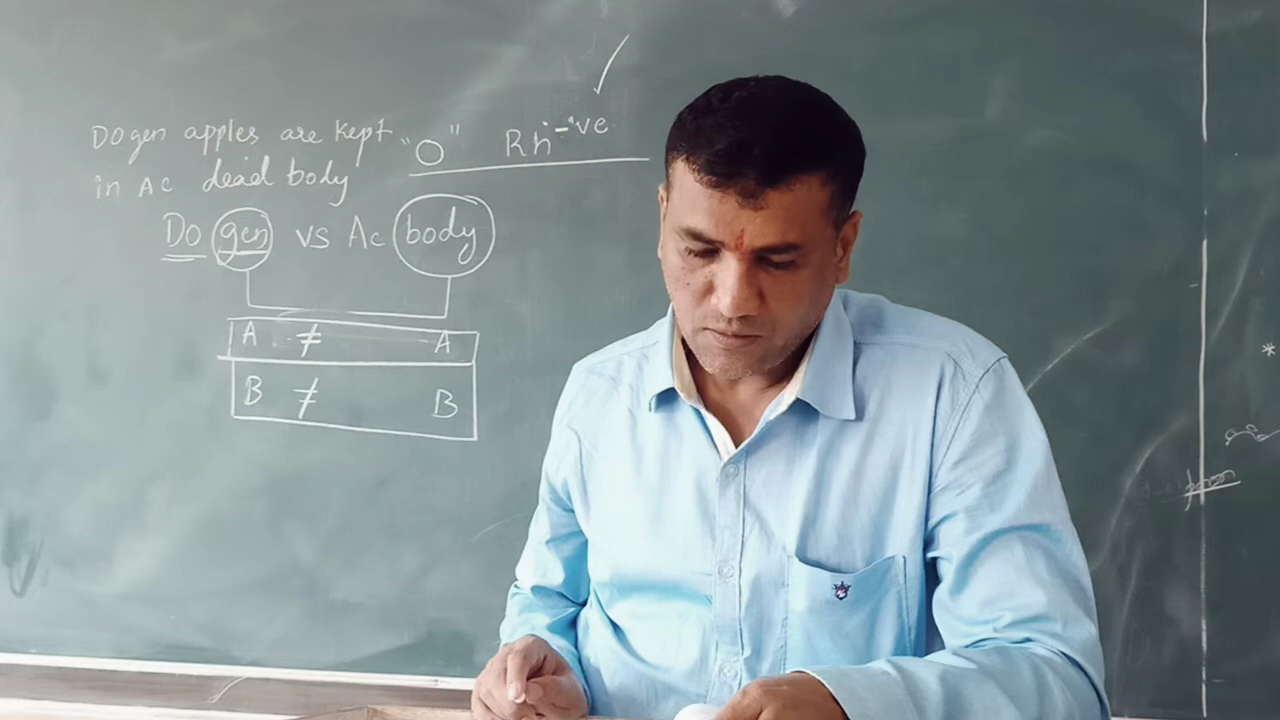 Dogen apples are kept
in Ac dead body
"O" Rh -ve
Do gen vs Ac body
A ≠ A
B ≠ B
*